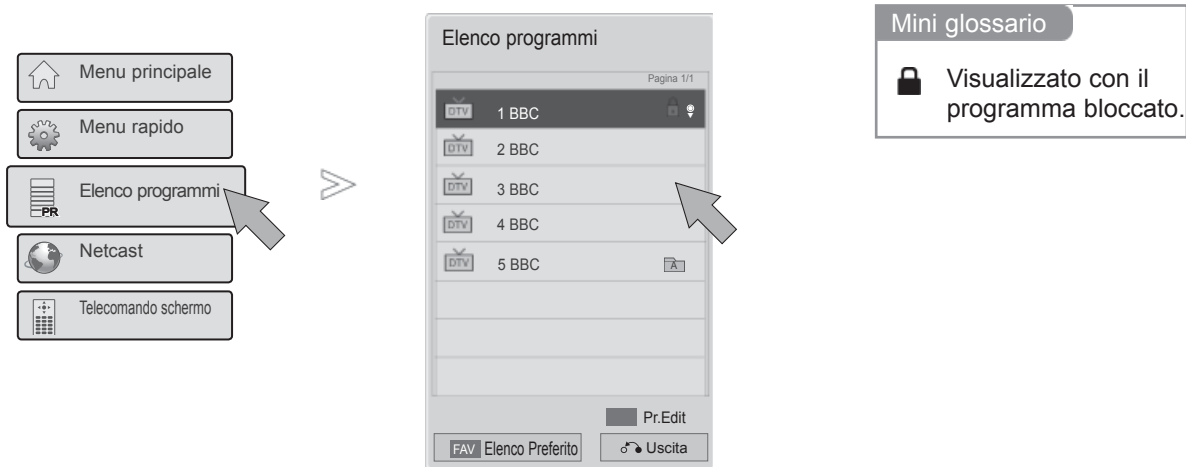 Menu principale
Menu rapido
Elenco programmi
PR
Netcast
Telecomando schermo
Elenco programmi
Pagina 1/1
DTV 1 BBC
DTV 2 BBC
DTV 3 BBC
DTV 4 BBC
DTV 5 BBC A
Pr.Edit
FAV Elenco Preferito
Uscita
Mini glossario
Visualizzato con il
programma bloccato.